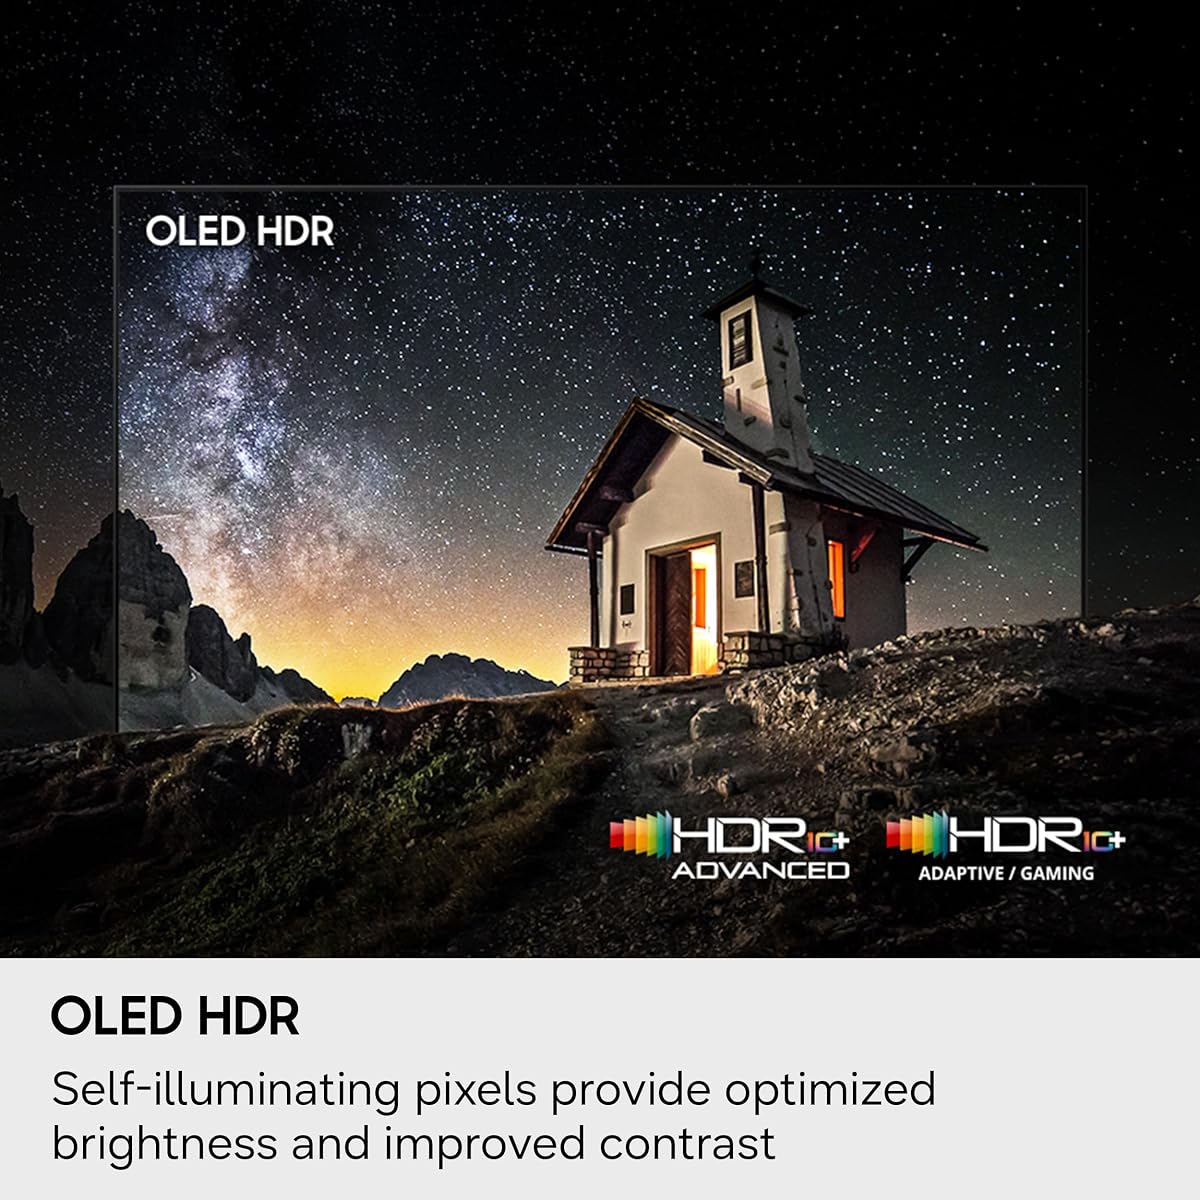 OLED HDR
HDR10+
ADVANCED
HDR10+
ADAPTIVE / GAMING
OLED HDR
Self-illuminating pixels provide optimized
brightness and improved contrast